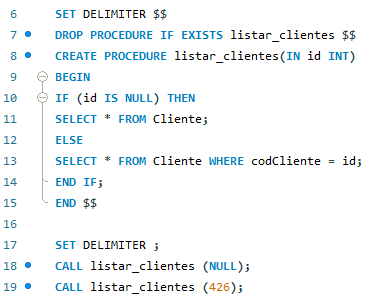 6 SET DELIMITER $$
7 DROP PROCEDURE IF EXISTS listar_clientes $$
8 CREATE PROCEDURE listar_clientes(IN id INT)
9 BEGIN
10 IF (id IS NULL) THEN
11 SELECT * FROM Cliente;
12 ELSE
13 SELECT * FROM Cliente WHERE codCliente = id;
14 END IF;
15 END $$
16
17 SET DELIMITER ;
18 CALL listar_clientes (NULL);
19 CALL listar_clientes (426);